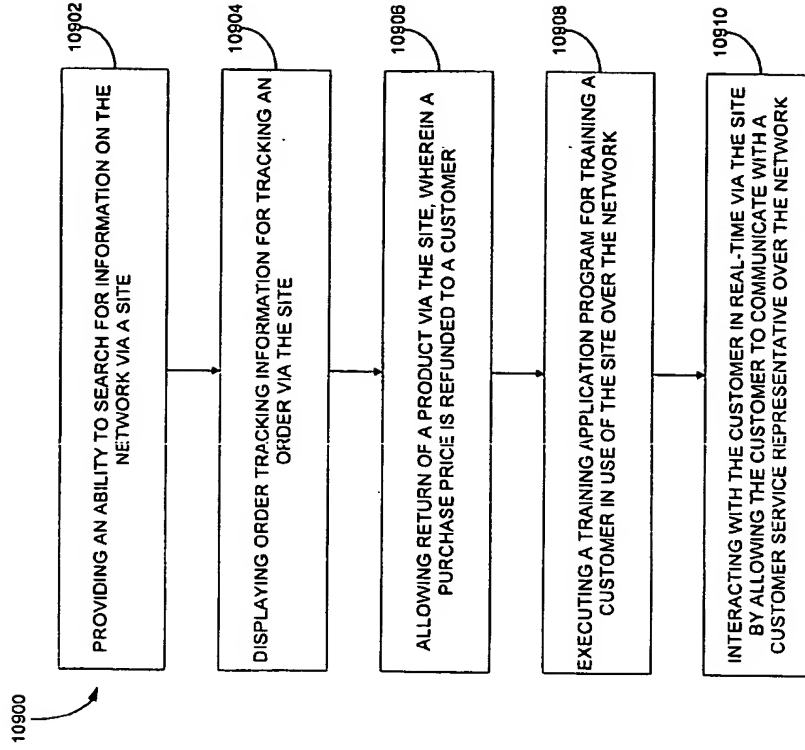 10900
10902
PROVIDING AN ABILITY TO SEARCH FOR INFORMATION ON THE
NETWORK VIA A SITE
10904
DISPLAYING ORDER TRACKING INFORMATION FOR TRACKING AN
ORDER VIA THE SITE
10906
ALLOWING RETURN OF A PRODUCT VIA THE SITE, WHEREIN A
PURCHASE PRICE IS REFUNDED TO A CUSTOMER
10908
EXECUTING A TRAINING APPLICATION PROGRAM FOR TRAINING A
CUSTOMER IN USE OF THE SITE OVER THE NETWORK
10910
INTERACTING WITH THE CUSTOMER IN REAL-TIME VIA THE SITE
BY ALLOWING THE CUSTOMER TO COMMUNICATE WITH A
CUSTOMER SERVICE REPRESENTATIVE OVER THE NETWORK